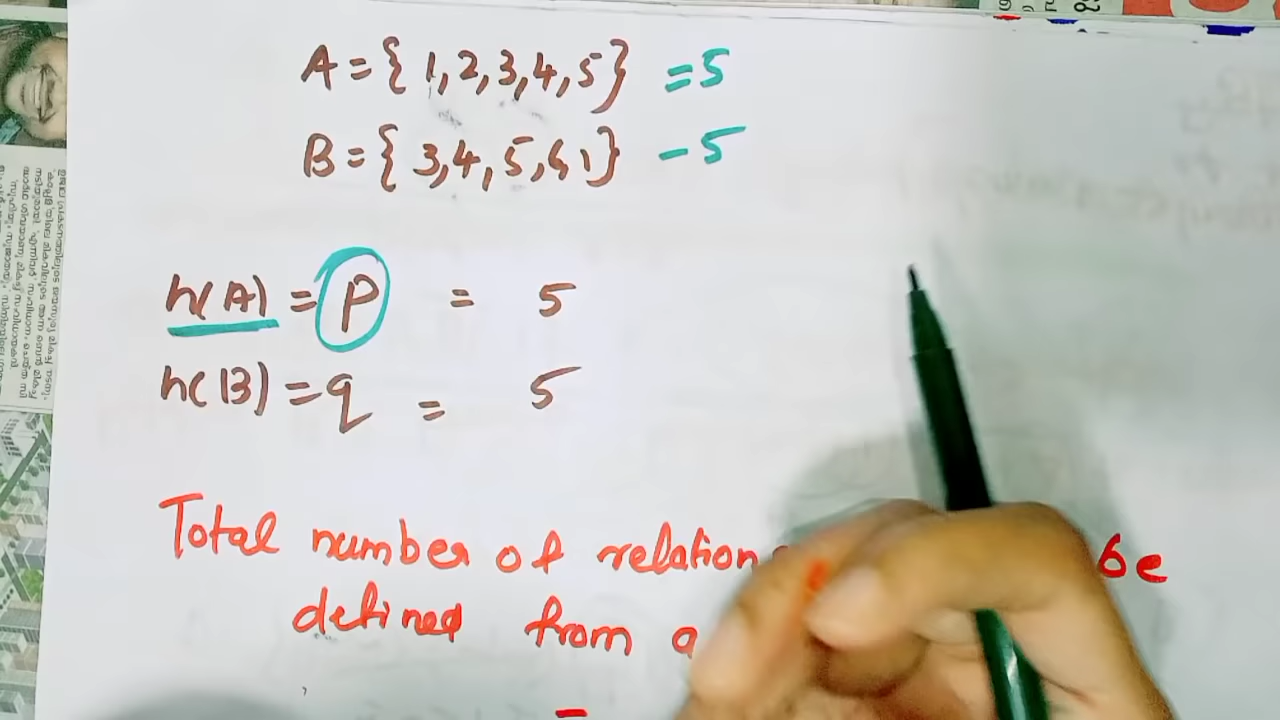 A = { 1, 2, 3, 4, 5 } = 5
B = { 3, 4, 5, 6, 1 } - 5
n(A) = p = 5
n(B) = q = 5
Total number of relation be
defined from a